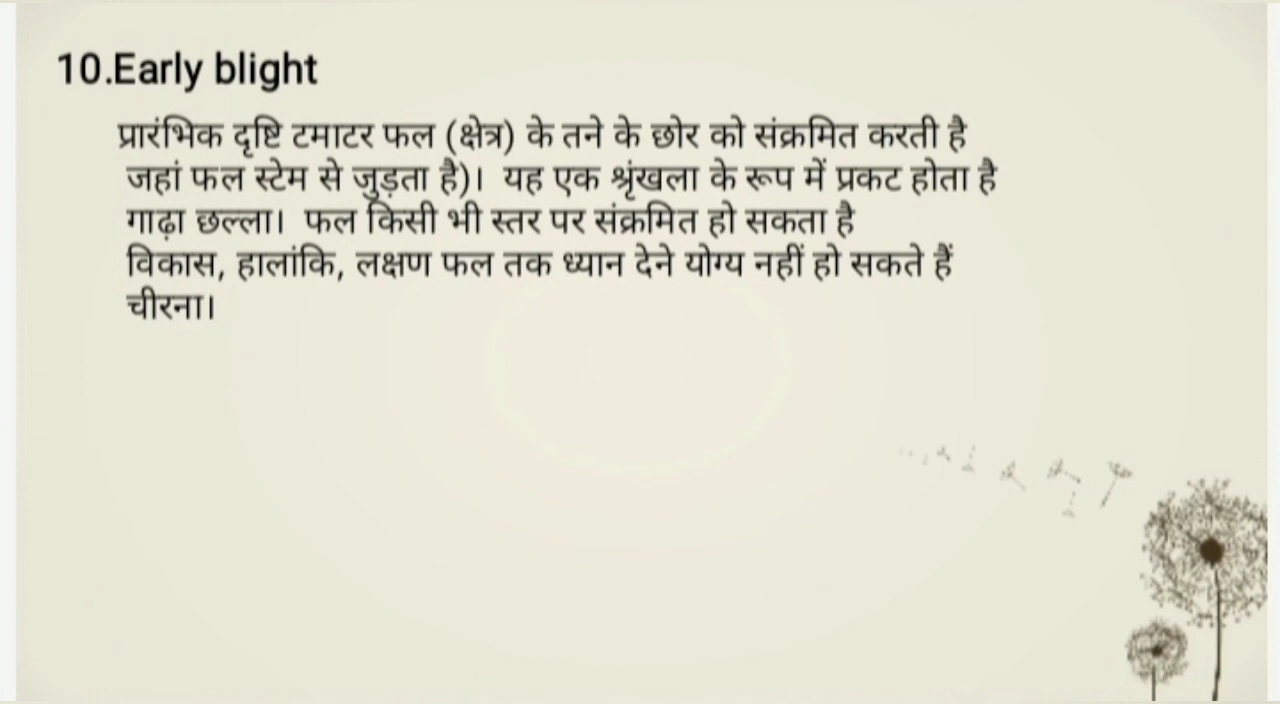 10.Early blight
प्रारंभिक दृष्टि टमाटर फल (क्षेत्र) के तने के छोर को संक्रमित करती है
जहां फल स्टेम से जुड़ता है)। यह एक श्रृंखला के रूप में प्रकट होता है
गाढ़ा छल्ला। फल किसी भी स्तर पर संक्रमित हो सकता है
विकास, हालांकि, लक्षण फल तक ध्यान देने योग्य नहीं हो सकते हैं
चीरना।